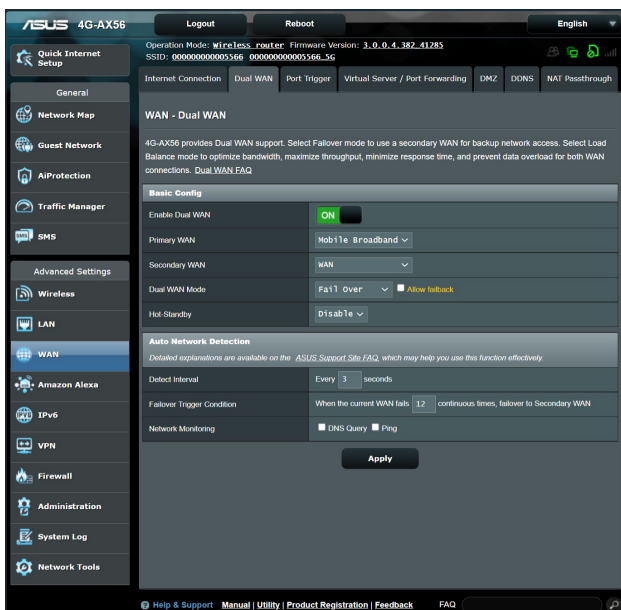 ASUS 4G-AX56 Logout Reboot English
Operation Mode: Wireless router Firmware Version: 3.0.0.4.382_41285
SSID: 000000000005566 000000000005566_5G
Quick Internet Setup
General
Network Map
Guest Network
AiProtection
Traffic Manager
SMS
Advanced Settings
Wireless
LAN
WAN
Amazon Alexa
IPv6
VPN
Firewall
Administration
System Log
Network Tools
Internet Connection Dual WAN Port Trigger Virtual Server / Port Forwarding DMZ DDNS NAT Passthrough
WAN - Dual WAN
4G-AX56 provides Dual WAN support. Select Failover mode to use a secondary WAN for backup network access. Select Load
Balance mode to optimize bandwidth, maximize throughput, minimize response time, and prevent data overload for both WAN
connections. Dual WAN FAQ
Basic Config
Enable Dual WAN ON
Primary WAN Mobile Broadband
Secondary WAN WAN
Dual WAN Mode Fail Over Allow failback
Hot-Standby Disable
Auto Network Detection
Detailed explanations are available on the ASUS Support Site FAQ, which may help you use this function effectively.
Detect Interval Every 3 seconds
Failover Trigger Condition When the current WAN fails 12 continuous times, failover to Secondary WAN
Network Monitoring DNS Query Ping
Apply
Help & Support Manual | Utility | Product Registration | Feedback FAQ